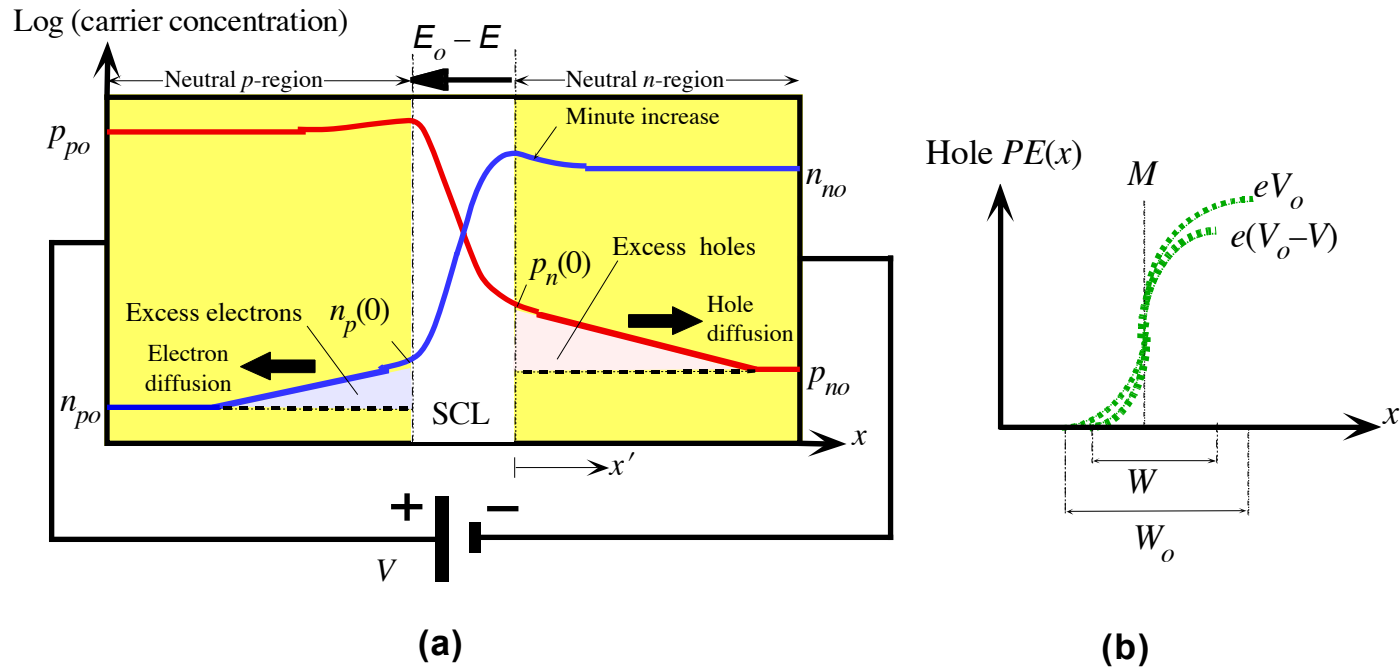 Log (carrier concentration)
E_o – E
Neutral p-region
Neutral n-region
Minute increase
p_po
n_no
Excess holes
p_n(0)
Excess electrons
n_p(0)
Hole
diffusion
Electron
diffusion
p_no
n_po
SCL
x
x′
+
−
V
(a)
Hole PE(x)
M
eV_o
e(V_o–V)
x
W
W_o
(b)